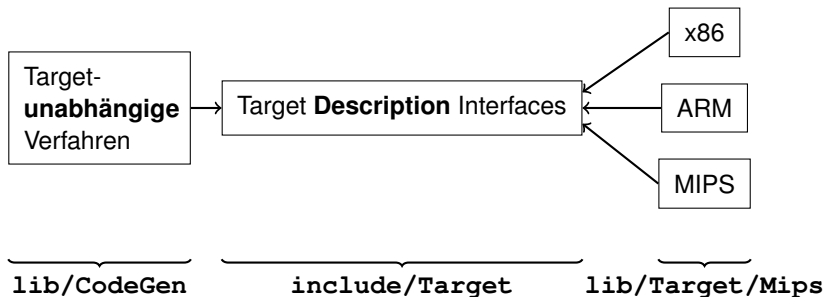 Target-
unabhängige
Verfahren
Target Description Interfaces
x86
ARM
MIPS
lib/CodeGen
include/Target
lib/Target/Mips